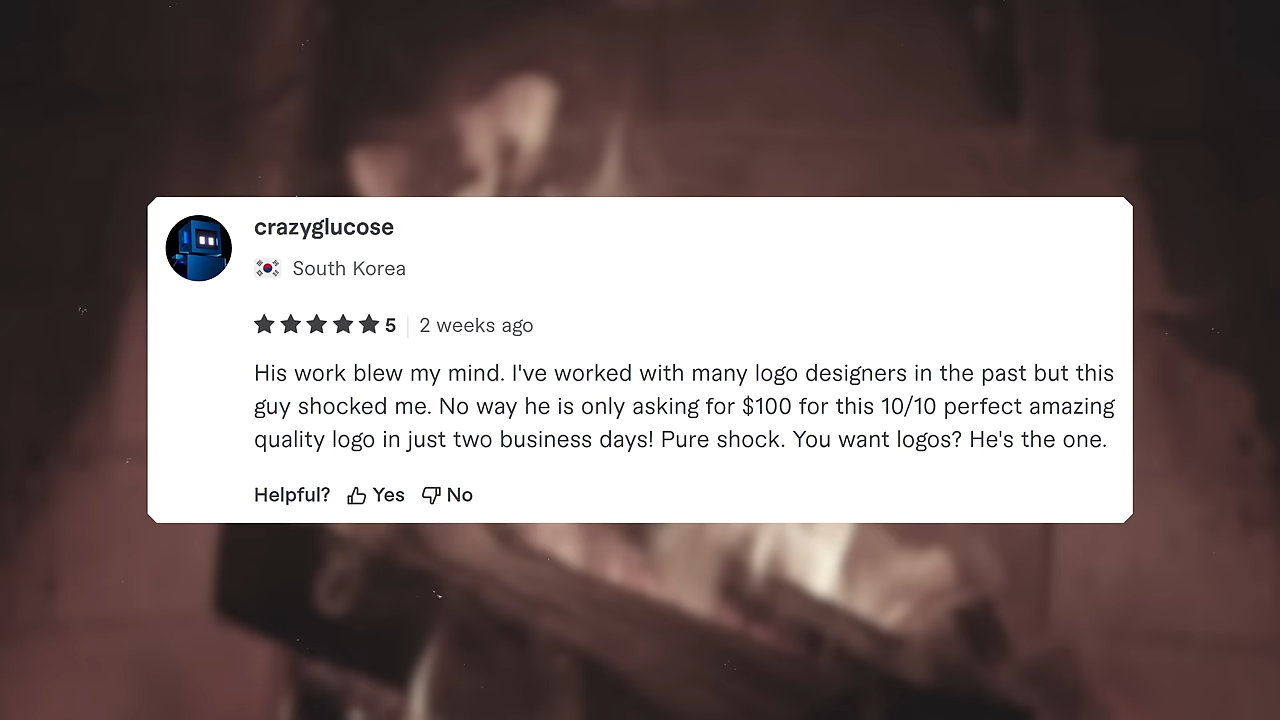 crazyglucose
South Korea
5 2 weeks ago
His work blew my mind. I've worked with many logo designers in the past but this
guy shocked me. No way he is only asking for $100 for this 10/10 perfect amazing
quality logo in just two business days! Pure shock. You want logos? He's the one.
Helpful? Yes No